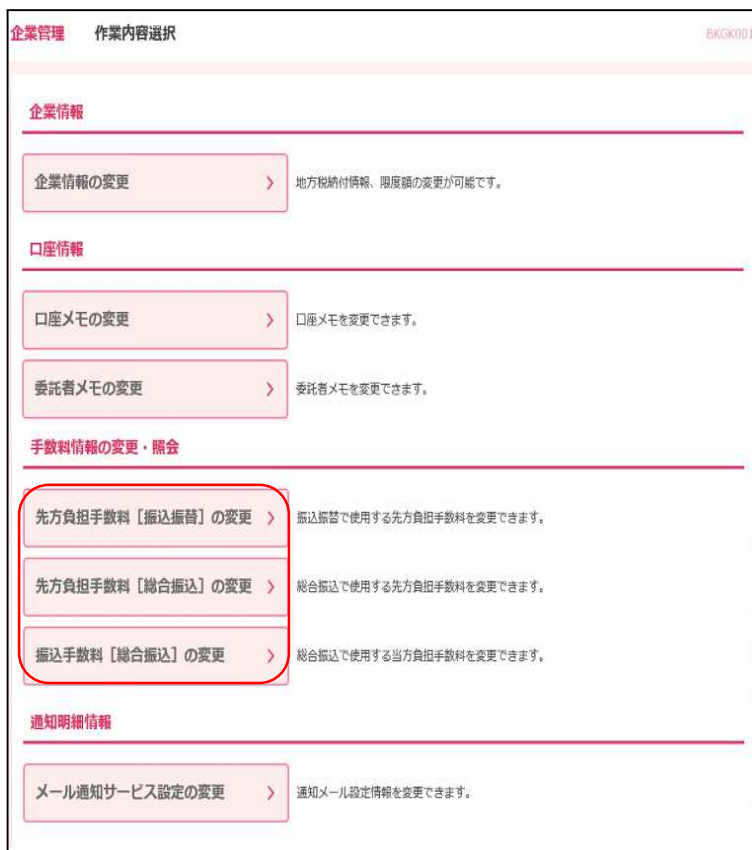 企業管理 作業内容選択 BKGK001
企業情報
企業情報の変更 地方税納付情報、限度額の変更が可能です。
口座情報
口座メモの変更 口座メモを変更できます。
委託者メモの変更 委託者メモを変更できます。
手数料情報の変更・照会
先方負担手数料［振込振替］の変更 振込振替で使用する先方負担手数料を変更できます。
先方負担手数料［総合振込］の変更 総合振込で使用する先方負担手数料を変更できます。
振込手数料［総合振込］の変更 総合振込で使用する当方負担手数料を変更できます。
通知明細情報
メール通知サービス設定の変更 通知メール設定情報を変更できます。